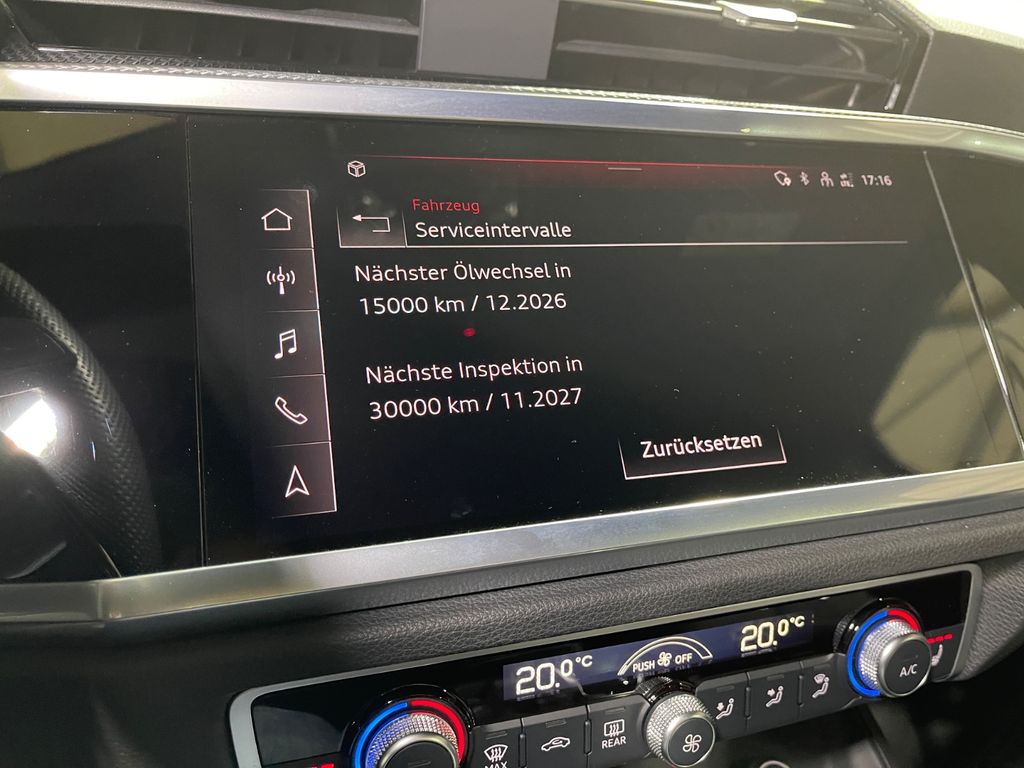 17:16
Fahrzeug
Serviceintervalle
Nächster Ölwechsel in
15000 km / 12.2026
Nächste Inspektion in
30000 km / 11.2027
Zurücksetzen
20.0°C
PUSH OFF
20.0°C
A/C
REAR
MAX